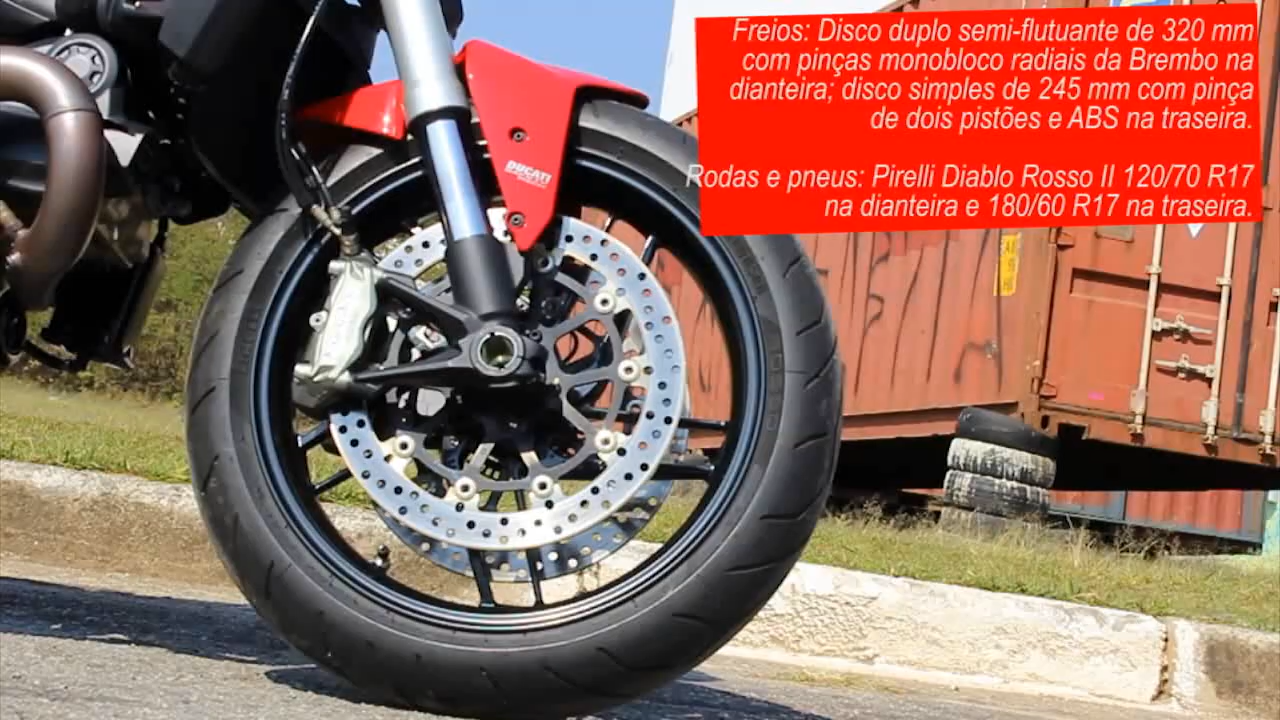 Freios: Disco duplo semi-flutuante de 320 mm
com pinças monobloco radiais da Brembo na
dianteira; disco simples de 245 mm com pinça
de dois pistões e ABS na traseira.
Rodas e pneus: Pirelli Diablo Rosso II 120/70 R17
na dianteira e 180/60 R17 na traseira.
DUCATI